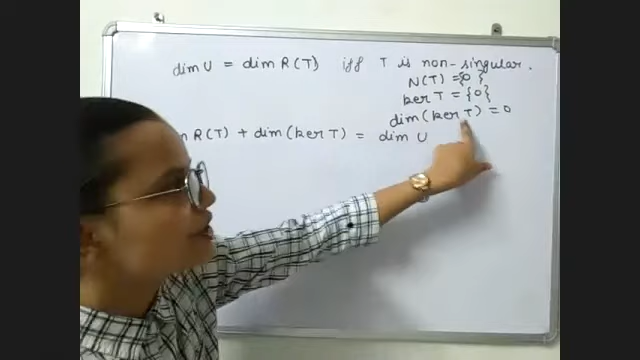 dim U = dim R(T) iff T is non-singular.
N(T) = {0}
ker T = {0}
dim(ker T) = 0
R(T) + dim(ker T) = dim U